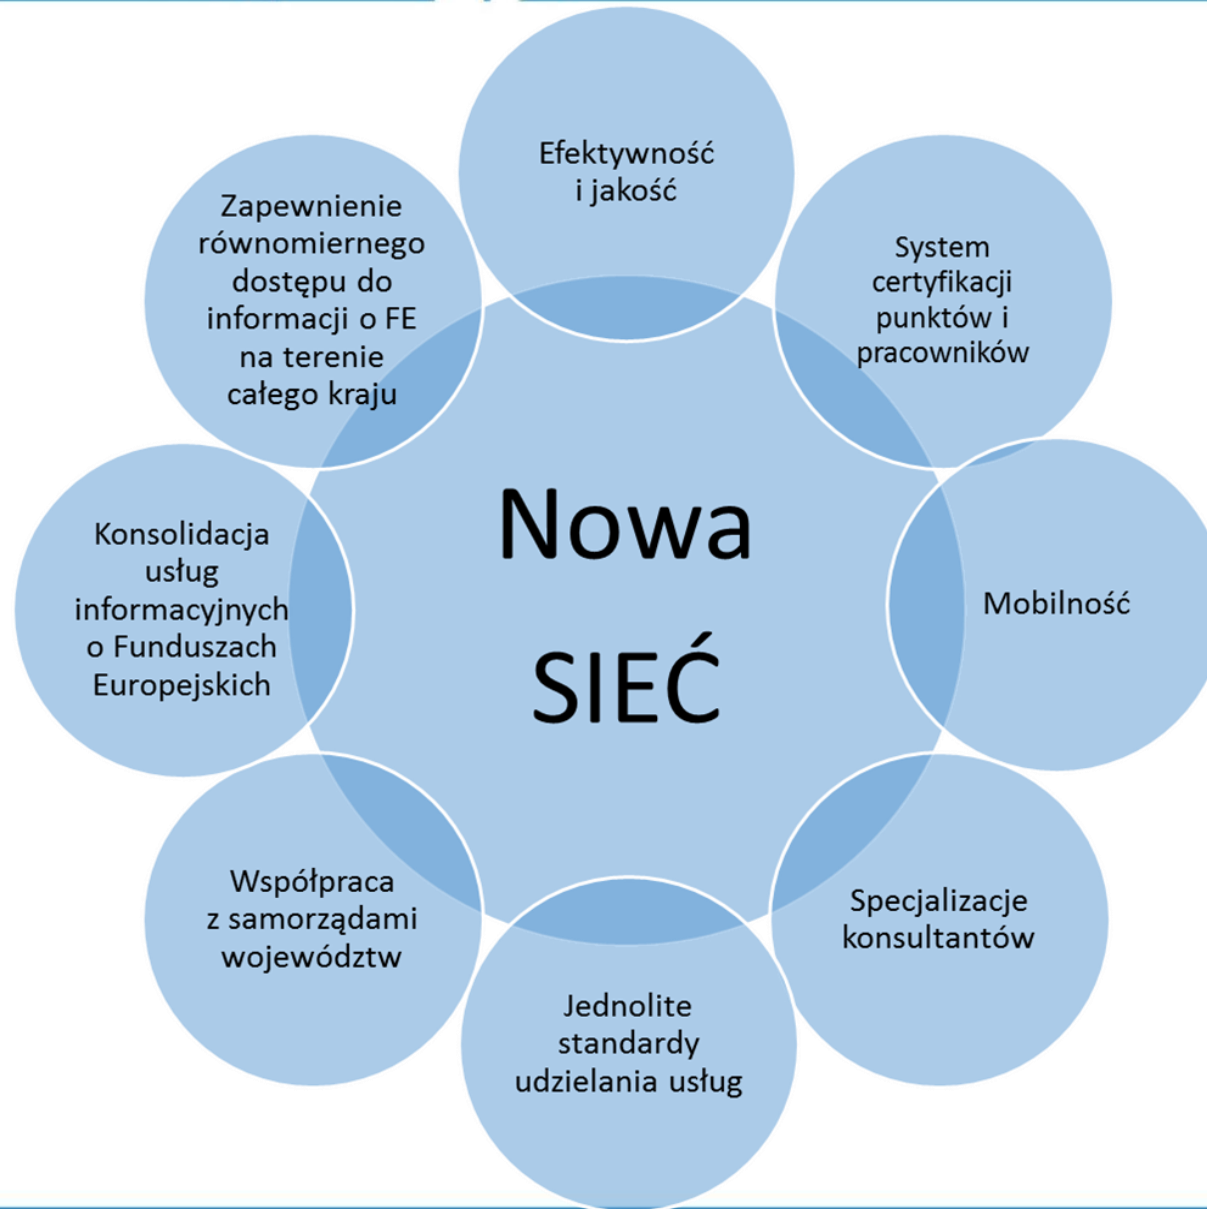 Efektywność
i jakość
System
certyfikacji
punktów i
pracowników
Mobilność
Specjalizacje
konsultantów
Jednolite
standardy
udzielania usług
Współpraca
z samorządami
województw
Konsolidacja
usług
informacyjnych
o Funduszach
Europejskich
Zapewnienie
równomiernego
dostępu do
informacji o FE
na terenie
całego kraju
Nowa
SIEĆ